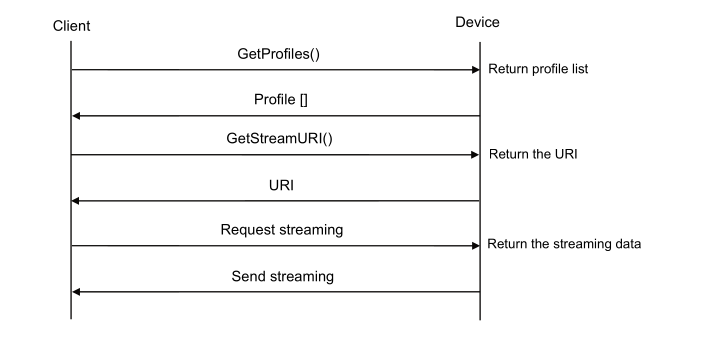 Client
Device
GetProfiles()
Return profile list
Profile []
GetStreamURI()
Return the URI
URI
Request streaming
Return the streaming data
Send streaming